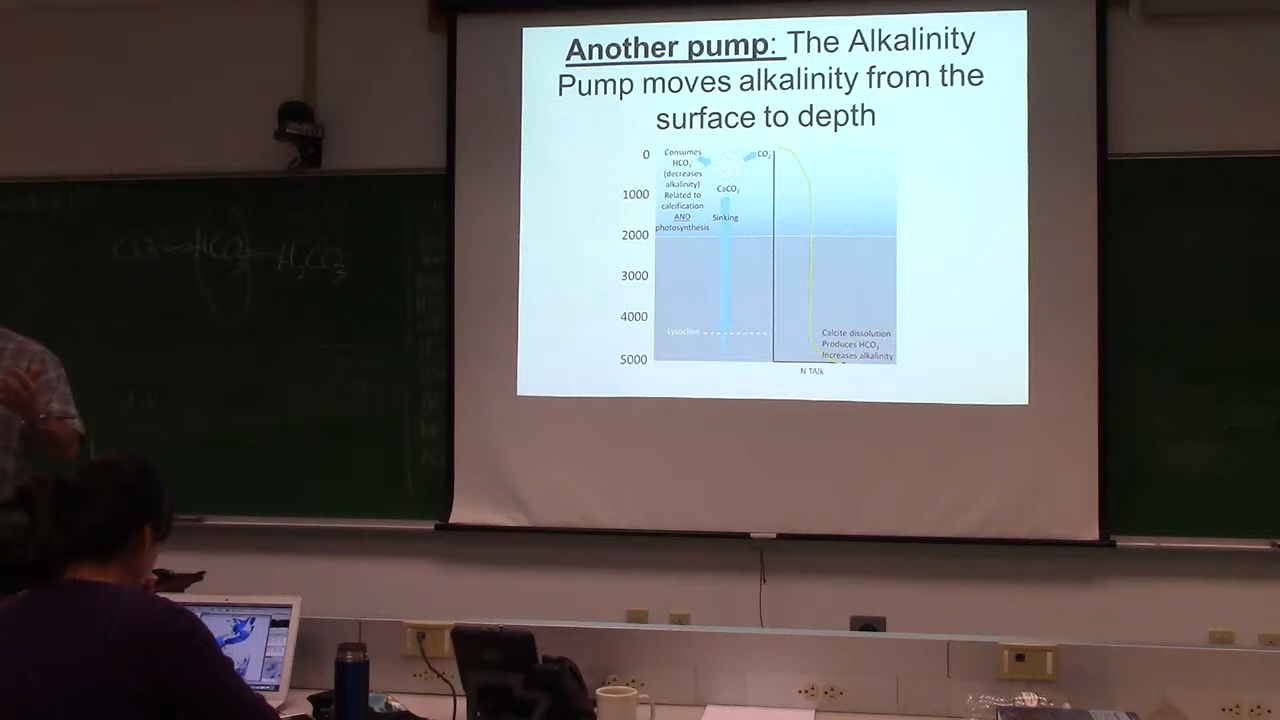 Another pump: The Alkalinity
Pump moves alkalinity from the
surface to depth
0
1000
2000
3000
4000
5000
Consumes
HCO₃⁻
(decreases
alkalinity)
Related to
calcification
AND
photosynthesis
CO₂
CaCO₃
Sinking
Lysocline
Calcite dissolution
Produces HCO₃⁻
Increases alkalinity
N TAlk
H₂CO₃